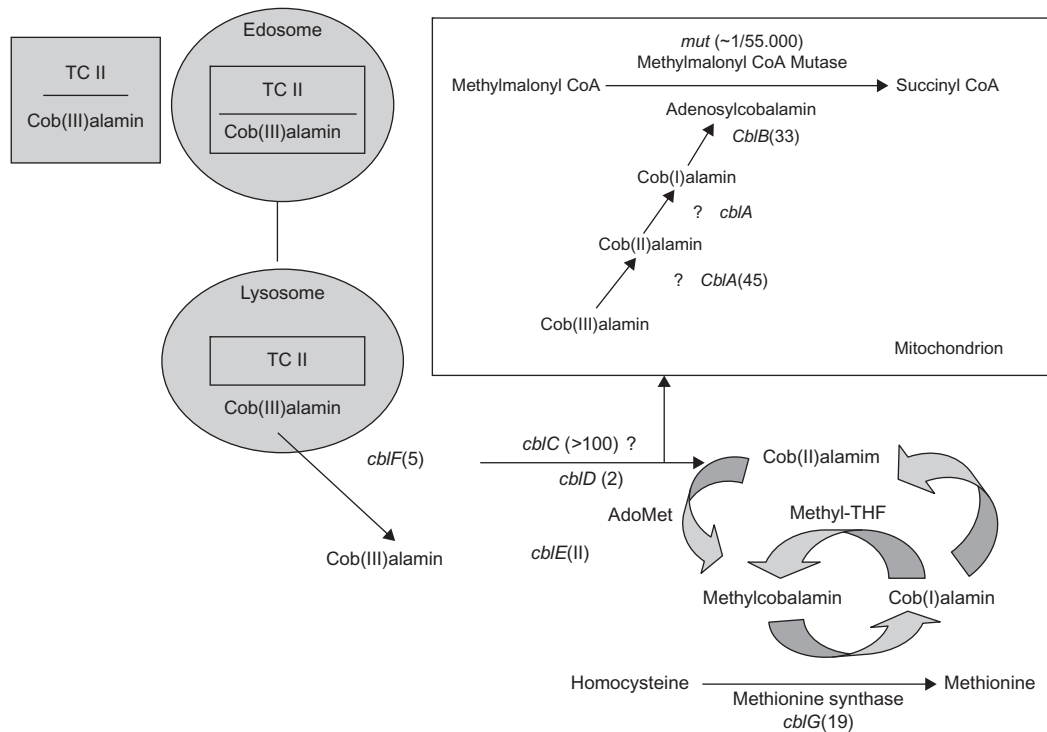 TC II
Cob(III)alamin
Edosome
TC II
Cob(III)alamin
Lysosome
TC II
Cob(III)alamin
cblF(5)
Cob(III)alamin
mut (~1/55.000)
Methylmalonyl CoA Mutase
Methylmalonyl CoA
Succinyl CoA
Adenosylcobalamin
CblB(33)
Cob(I)alamin
? cblA
Cob(II)alamin
? CblA(45)
Cob(III)alamin
Mitochondrion
cblC (>100) ?
cblD (2)
Cob(II)alamim
AdoMet
Methyl-THF
cblE(II)
Methylcobalamin
Cob(I)alamin
Homocysteine
Methionine
Methionine synthase
cblG(19)